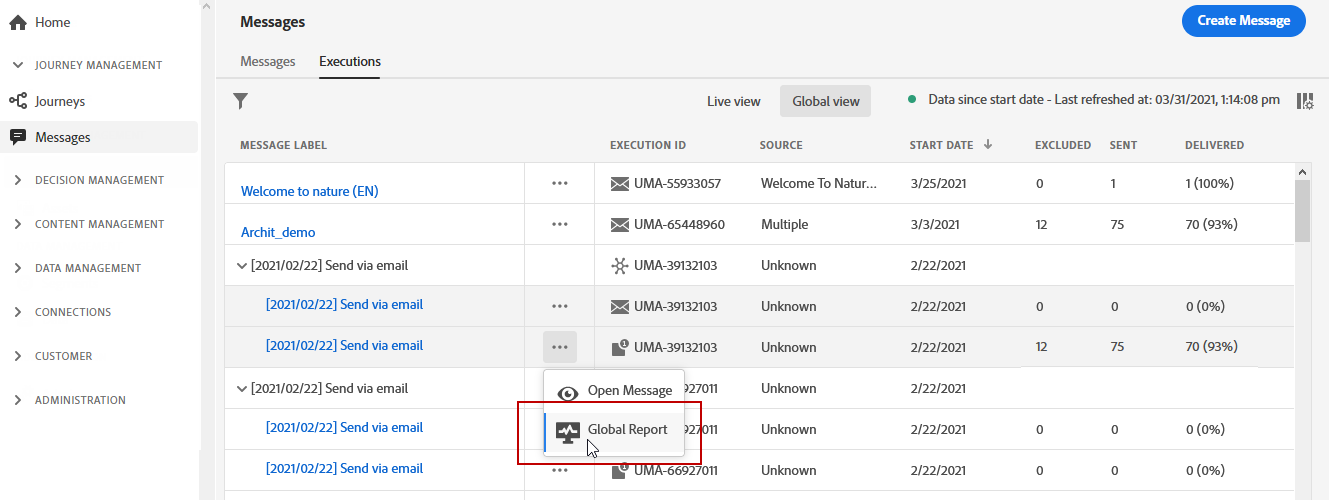 Home
JOURNEY MANAGEMENT
Journeys
Messages
DECISION MANAGEMENT
CONTENT MANAGEMENT
DATA MANAGEMENT
CONNECTIONS
CUSTOMER
ADMINISTRATION
Messages
Create Message
Messages Executions
Live view Global view Data since start date - Last refreshed at: 03/31/2021, 1:14:08 pm
MESSAGE LABEL EXECUTION ID SOURCE START DATE EXCLUDED SENT DELIVERED
Welcome to nature (EN) ... UMA-55933057 Welcome To Natur... 3/25/2021 0 1 1 (100%)
Archit_demo ... UMA-65448960 Multiple 3/3/2021 12 75 70 (93%)
[2021/02/22] Send via email UMA-39132103 Unknown 2/22/2021
[2021/02/22] Send via email ... UMA-39132103 Unknown 2/22/2021 0 0 0 (0%)
[2021/02/22] Send via email ... 1 UMA-39132103 Unknown 2/22/2021 12 75 70 (93%)
[2021/02/22] Send via email 927011 Unknown 2/22/2021
Open Message
[2021/02/22] Send via email 927011 Unknown 2/22/2021 0 0 0 (0%)
Global Report
[2021/02/22] Send via email ... 1 UMA-66927011 Unknown 2/22/2021 0 0 0 (0%)